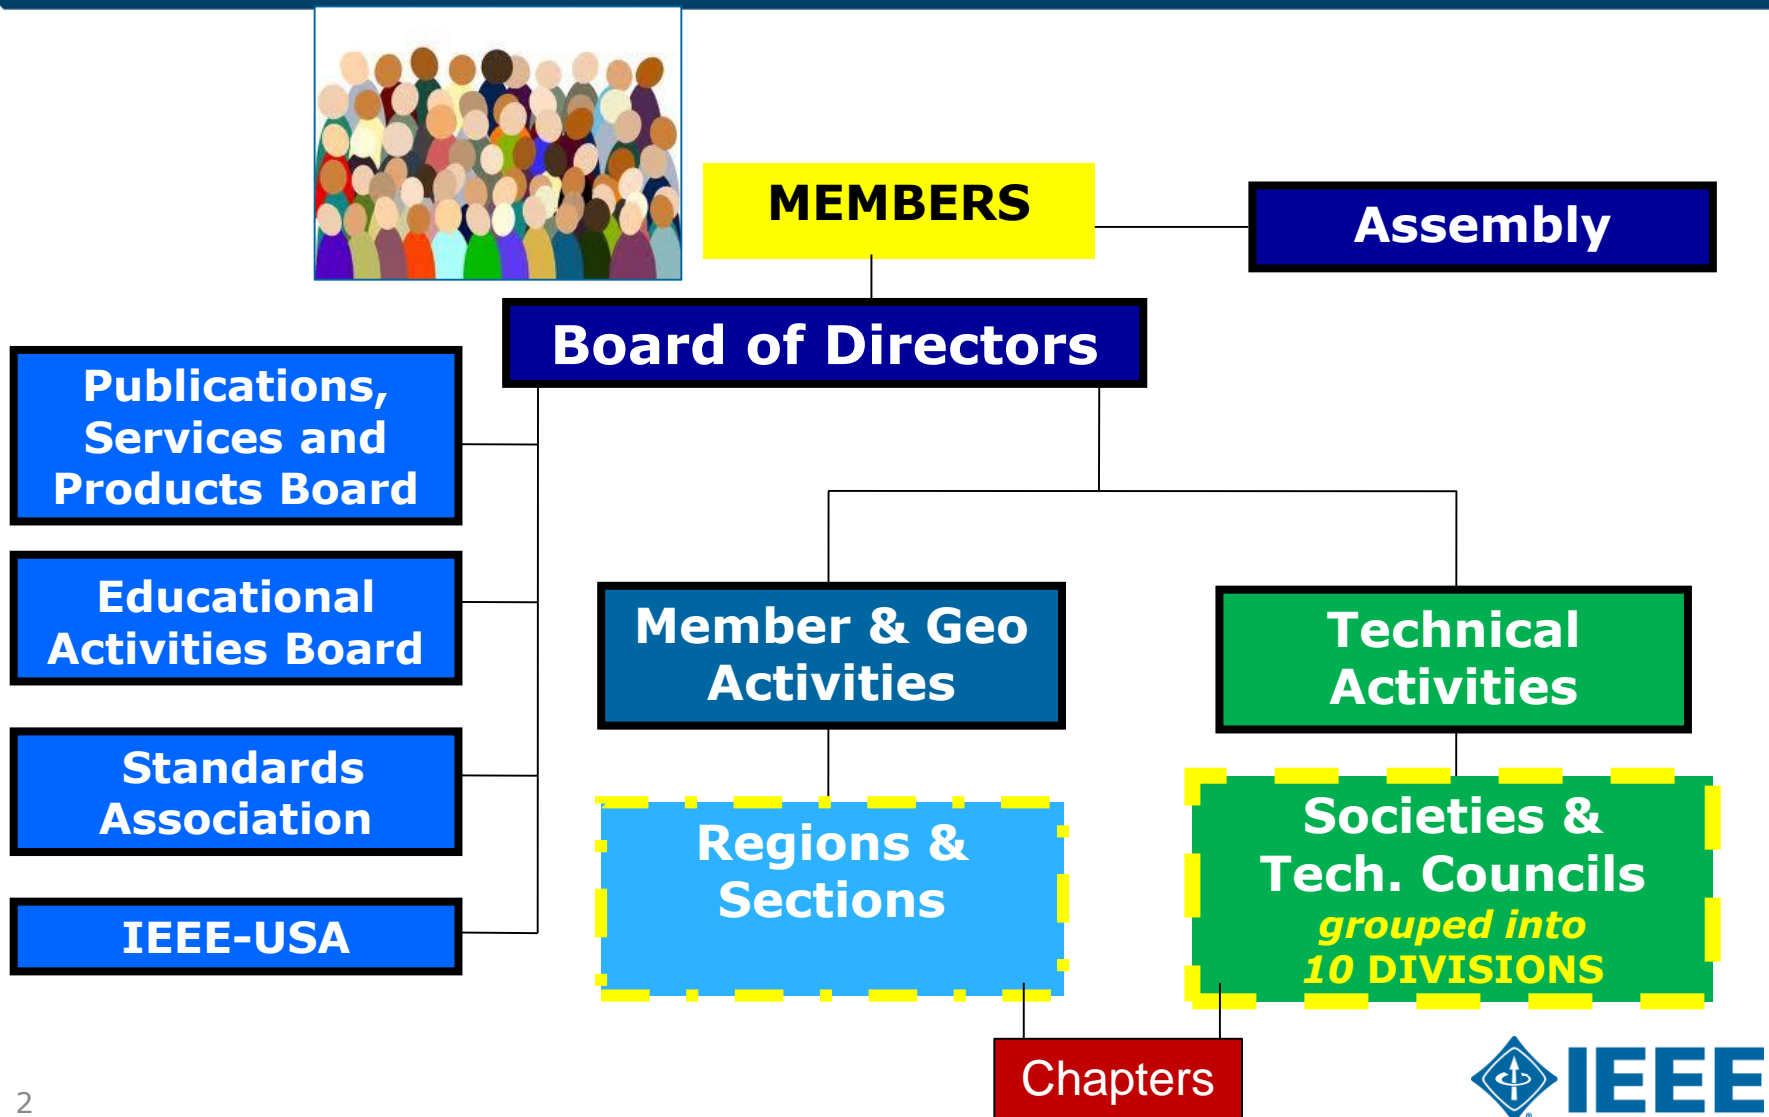 MEMBERS
Assembly
Board of Directors
Publications,
Services and
Products Board
Educational
Activities Board
Standards
Association
IEEE-USA
Member & Geo
Activities
Technical
Activities
Regions &
Sections
Societies &
Tech. Councils
grouped into
10 DIVISIONS
Chapters
2
IEEE